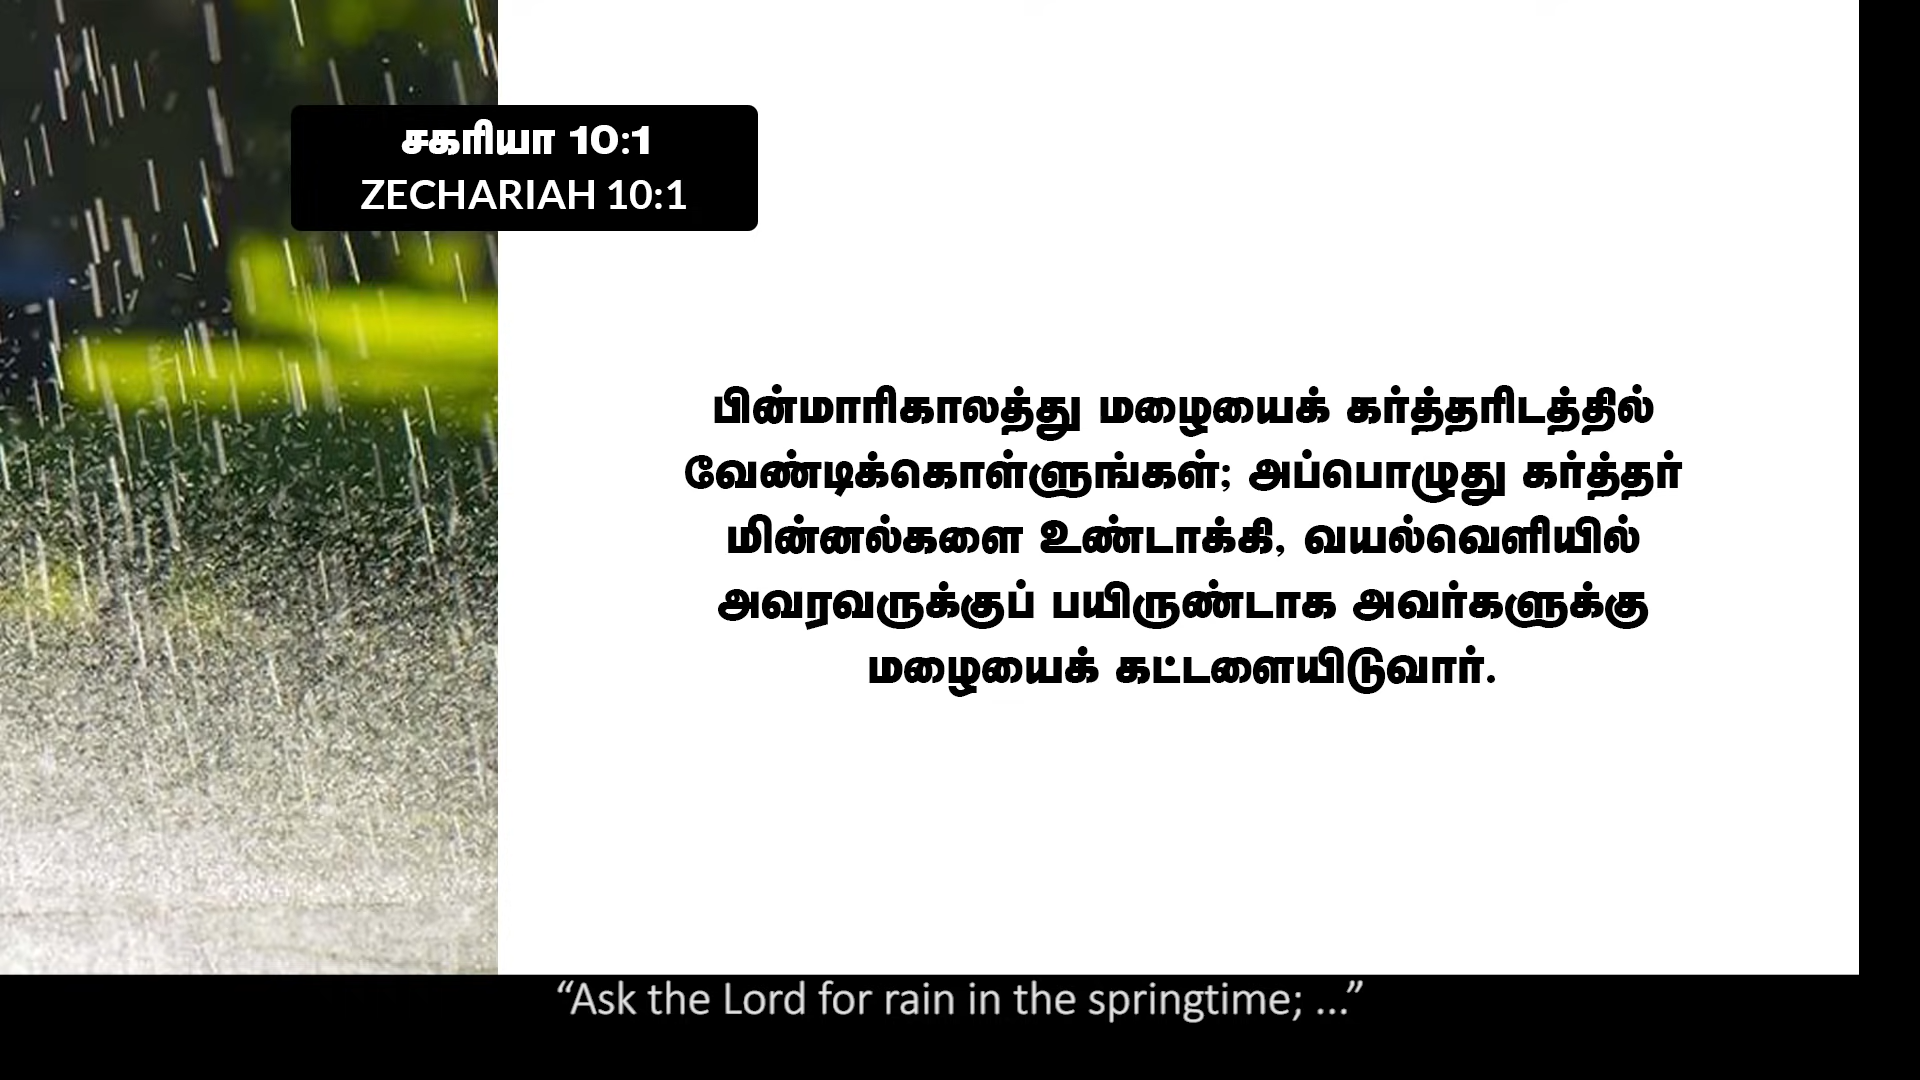 சகரியா 10:1
ZECHARIAH 10:1
பின்மாரிகாலத்து மழையைக் கர்த்தரிடத்தில்
வேண்டிக்கொள்ளுங்கள்; அப்பொழுது கர்த்தர்
மின்னல்களை உண்டாக்கி, வயல்வெளியில்
அவரவருக்குப் பயிருண்டாக அவர்களுக்கு
மழையைக் கட்டளையிடுவார்.
“Ask the Lord for rain in the springtime; ...”